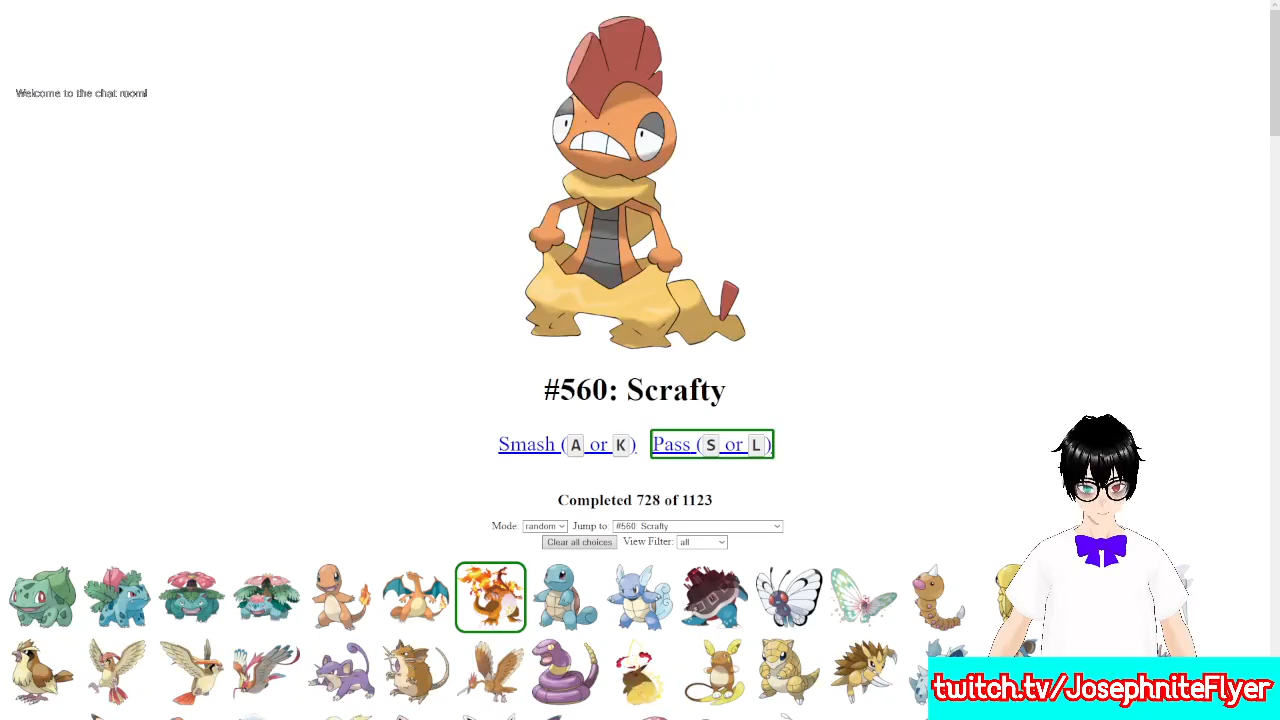 Welcome to the chat room!
#560: Scrafty
Smash (A or K) Pass (S or L)
Completed 728 of 1123
Mode: random Jump to: #560: Scrafty
Clear all choices View Filter: all
twitch.tv/JosephniteFlyer